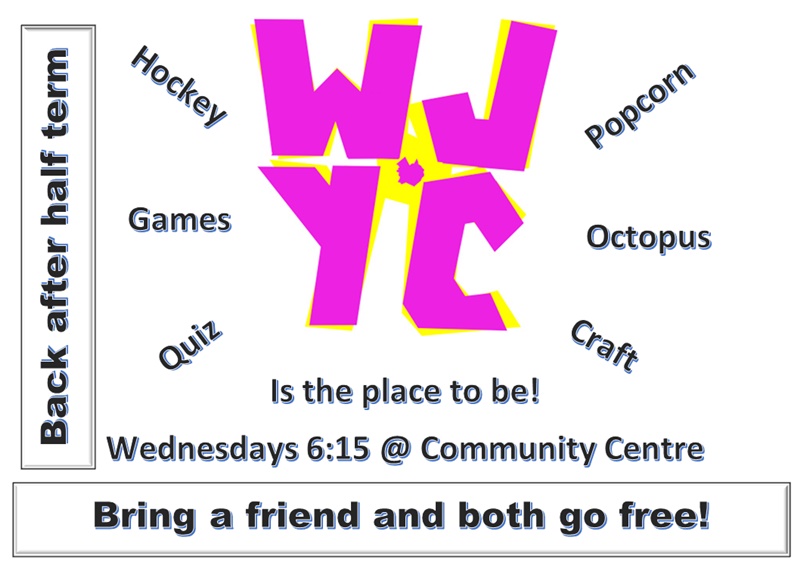 Back after half term
WJ
YC
Hockey
Popcorn
Games
Octopus
Quiz
Craft
Is the place to be!
Wednesdays 6:15 @ Community Centre
Bring a friend and both go free!